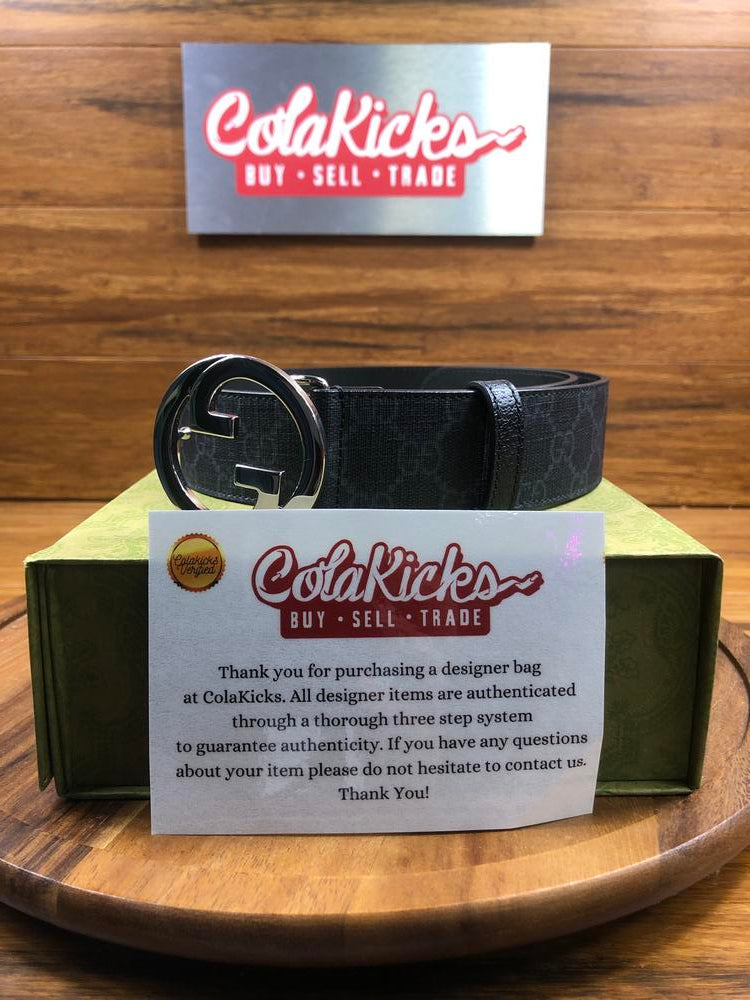 ColaKicks
BUY • SELL • TRADE
Colakicks
Verified
ColaKicks
BUY • SELL • TRADE
Thank you for purchasing a designer bag
at ColaKicks. All designer items are authenticated
through a thorough three step system
to guarantee authenticity. If you have any questions
about your item please do not hesitate to contact us.
Thank You!